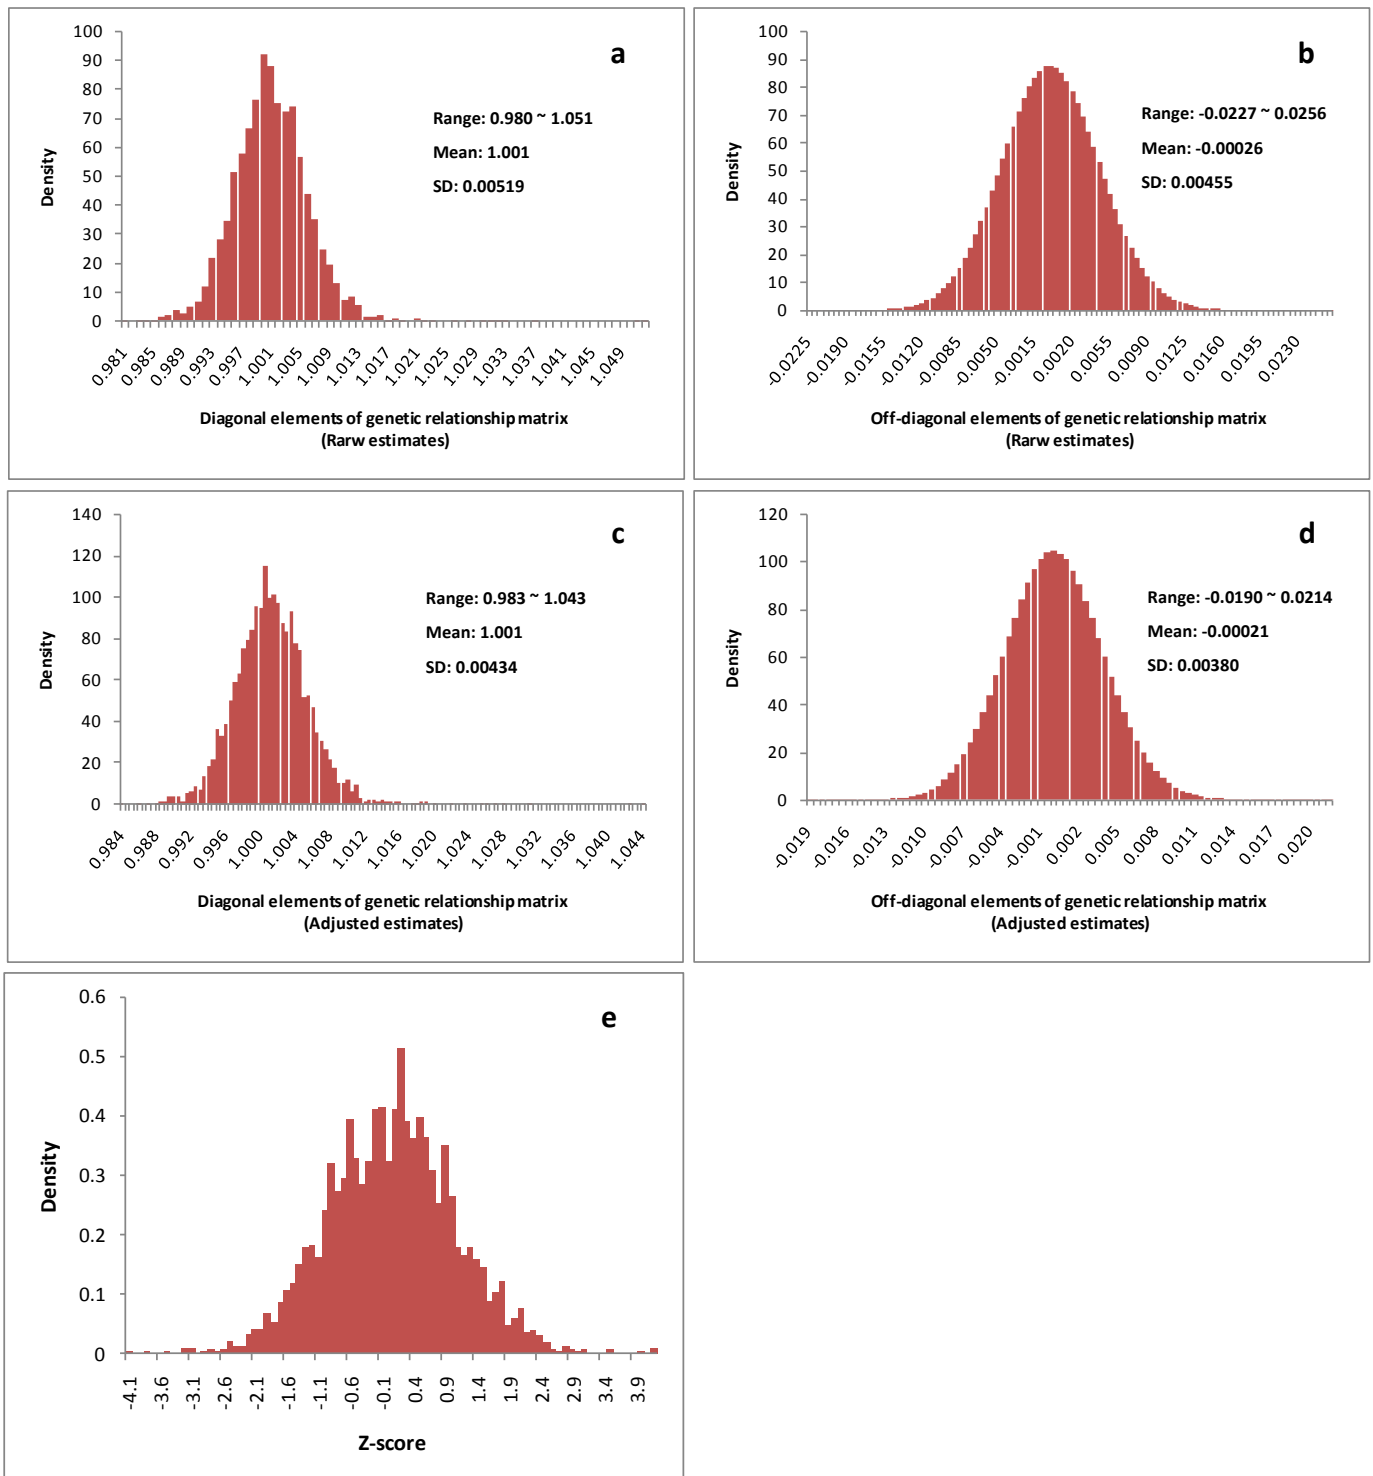 a
100
90
80
70
60
50
40
30
20
10
0
Density
Range: 0.980 ~ 1.051
Mean: 1.001
SD: 0.00519
0.981 0.985 0.989 0.993 0.997 1.001 1.005 1.009 1.013 1.017 1.021 1.025 1.029 1.033 1.037 1.041 1.045 1.049
Diagonal elements of genetic relationship matrix
(Rarw estimates)
b
100
90
80
70
60
50
40
30
20
10
0
Density
Range: -0.0227 ~ 0.0256
Mean: -0.00026
SD: 0.00455
-0.0225 -0.0190 -0.0155 -0.0120 -0.0085 -0.0050 -0.0015 0.0020 0.0055 0.0090 0.0125 0.0160 0.0195 0.0230
Off-diagonal elements of genetic relationship matrix
(Rarw estimates)
c
140
120
100
80
60
40
20
0
Density
Range: 0.983 ~ 1.043
Mean: 1.001
SD: 0.00434
0.984 0.988 0.992 0.996 1.000 1.004 1.008 1.012 1.016 1.020 1.024 1.028 1.032 1.036 1.040 1.044
Diagonal elements of genetic relationship matrix
(Adjusted estimates)
d
120
100
80
60
40
20
0
Density
Range: -0.0190 ~ 0.0214
Mean: -0.00021
SD: 0.00380
-0.019 -0.016 -0.013 -0.010 -0.007 -0.004 -0.001 0.002 0.005 0.008 0.011 0.014 0.017 0.020
Off-diagonal elements of genetic relationship matrix
(Adjusted estimates)
e
0.6
0.5
0.4
0.3
0.2
0.1
0
Density
-4.1 -3.6 -3.1 -2.6 -2.1 -1.6 -1.1 -0.6 -0.1 0.4 0.9 1.4 1.9 2.4 2.9 3.4 3.9
Z-score